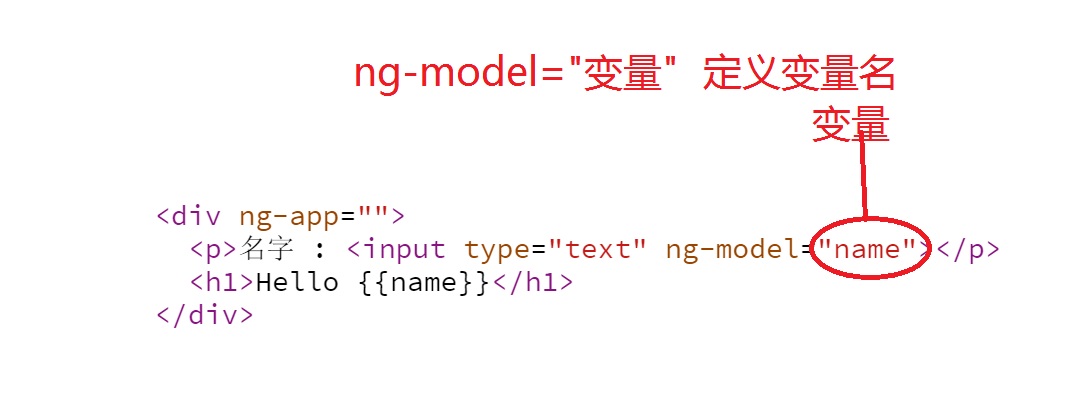 ng-model="变量" 定义变量名
变量
<div ng-app="">
<p>名字 : <input type="text" ng-model="name"></p>
<h1>Hello {{name}}</h1>
</div>